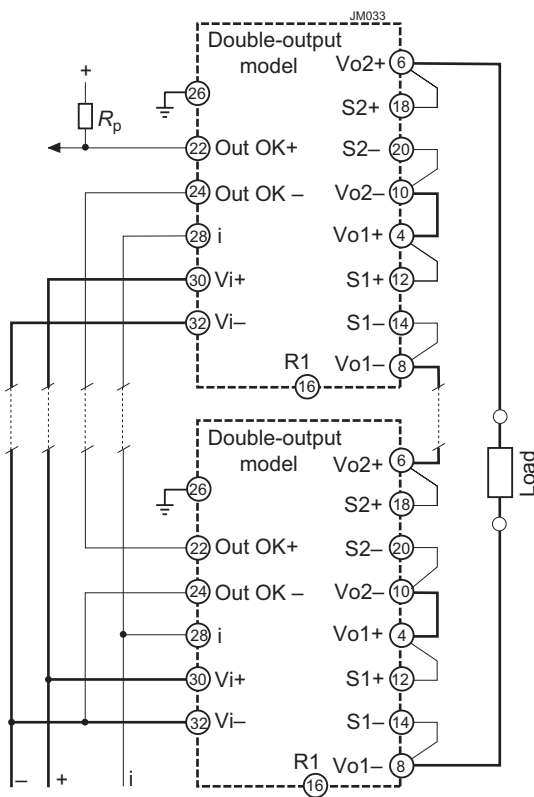 JM033
Double-output
model
Vo2+ 6
26
S2+ 18
+
Rp
22 Out OK+
S2– 20
24 Out OK –
Vo2– 10
28 i
Vo1+ 4
30 Vi+
S1+ 12
32 Vi–
S1– 14
R1
16
Vo1– 8
Double-output
model
Vo2+ 6
26
S2+ 18
Load
22 Out OK+
S2– 20
24 Out OK –
Vo2– 10
28 i
Vo1+ 4
30 Vi+
S1+ 12
32 Vi–
S1– 14
R1
16
Vo1– 8
– + i